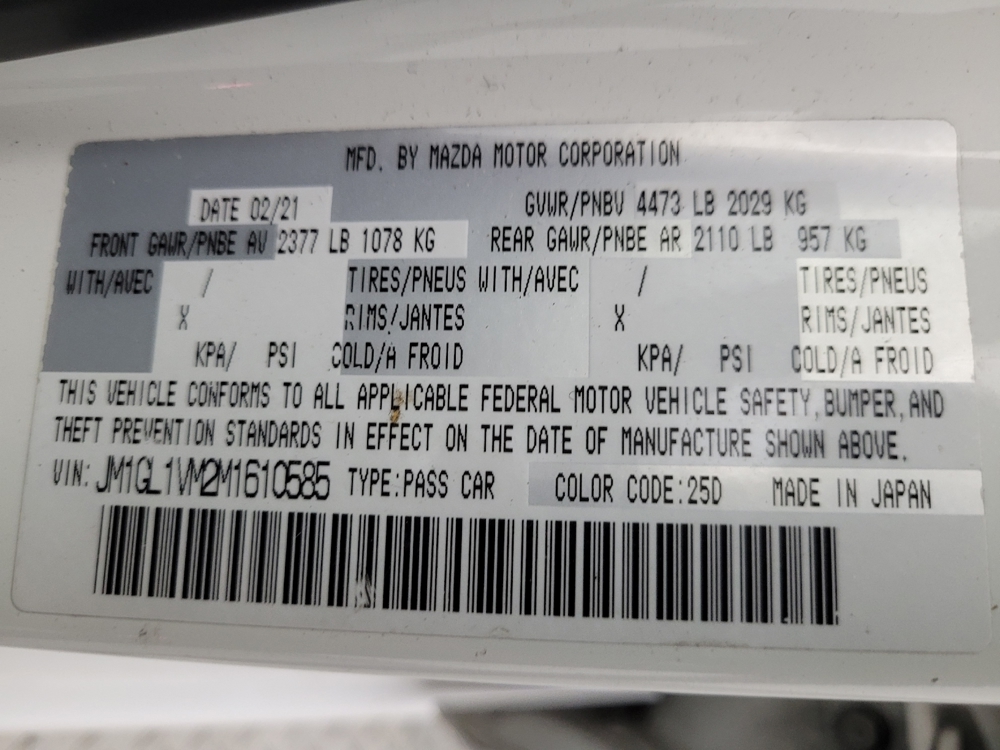 MFD. BY MAZDA MOTOR CORPORATION
DATE 02/21 GVWR/PNBV 4473 LB 2029 KG
FRONT GAWR/PNBE AV 2377 LB 1078 KG REAR GAWR/PNBE AR 2110 LB 957 KG
WITH/AVEC / TIRES/PNEUS WITH/AVEC / TIRES/PNEUS
X RIMS/JANTES X RIMS/JANTES
KPA/ PSI COLD/A FROID KPA/ PSI COLD/A FROID
THIS VEHICLE CONFORMS TO ALL APPLICABLE FEDERAL MOTOR VEHICLE SAFETY, BUMPER, AND
THEFT PREVENTION STANDARDS IN EFFECT ON THE DATE OF MANUFACTURE SHOWN ABOVE.
VIN: JM1GL1VM2M1610585 TYPE:PASS CAR COLOR CODE:25D MADE IN JAPAN